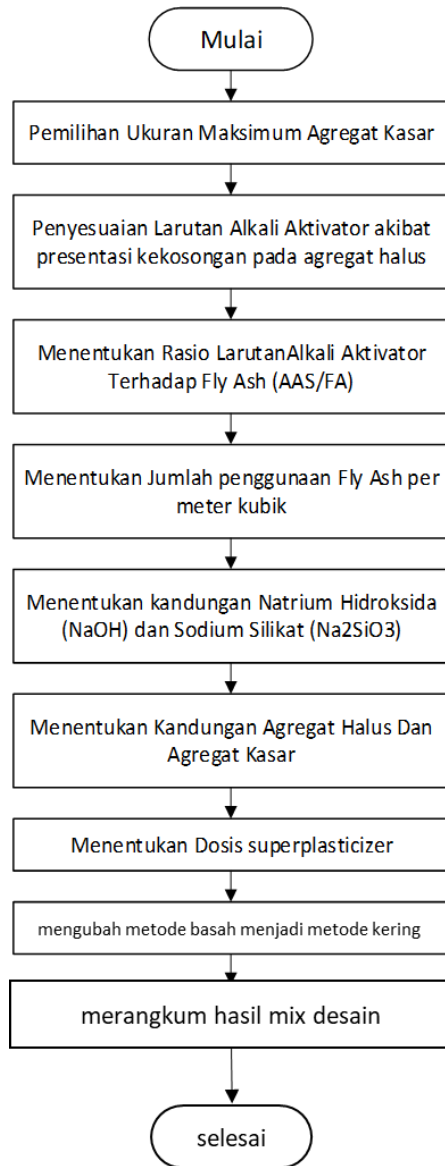 Mulai
Pemilihan Ukuran Maksimum Agregat Kasar
Penyesuaian Larutan Alkali Aktivator akibat
presentasi kekosongan pada agregat halus
Menentukan Rasio LarutanAlkali Aktivator
Terhadap Fly Ash (AAS/FA)
Menentukan Jumlah penggunaan Fly Ash per
meter kubik
Menentukan kandungan Natrium Hidroksida
(NaOH) dan Sodium Silikat (Na2SiO3)
Menentukan Kandungan Agregat Halus Dan
Agregat Kasar
Menentukan Dosis superplasticizer
mengubah metode basah menjadi metode kering
merangkum hasil mix desain
selesai